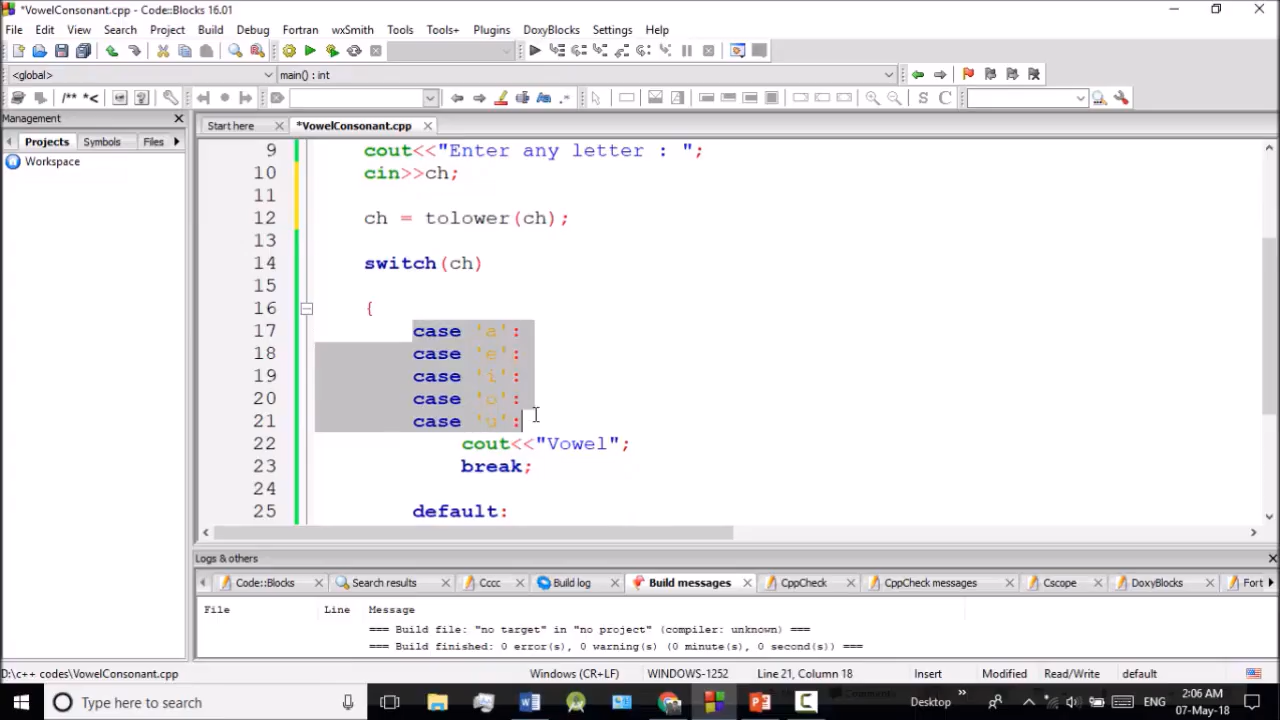 *VowelConsonant.cpp - Code::Blocks 16.01
File Edit View Search Project Build Debug Fortran wxSmith Tools Tools+ Plugins DoxyBlocks Settings Help
<global> main() : int
/** *<
S C
Management
Projects Symbols Files
Workspace
Start here *VowelConsonant.cpp
9 cout<<"Enter any letter : ";
10 cin>>ch;
11
12 ch = tolower(ch);
13
14 switch(ch)
15
16 {
17 case 'a':
18 case 'e':
19 case 'i':
20 case 'o':
21 case 'u':
22 cout<<"Vowel";
23 break;
24
25 default:
Logs & others
Code::Blocks Search results Cccc Build log Build messages CppCheck CppCheck messages Cscope DoxyBlocks Fort
File Line Message
=== Build file: "no target" in "no project" (compiler: unknown) ===
=== Build finished: 0 error(s), 0 warning(s) (0 minute(s), 0 second(s)) ===
D:\c++ codes\VowelConsonant.cpp Windows (CR+LF) WINDOWS-1252 Line 21, Column 18 Insert Modified Read/Write default
Type here to search
Desktop
ENG
2:06 AM
07-May-18